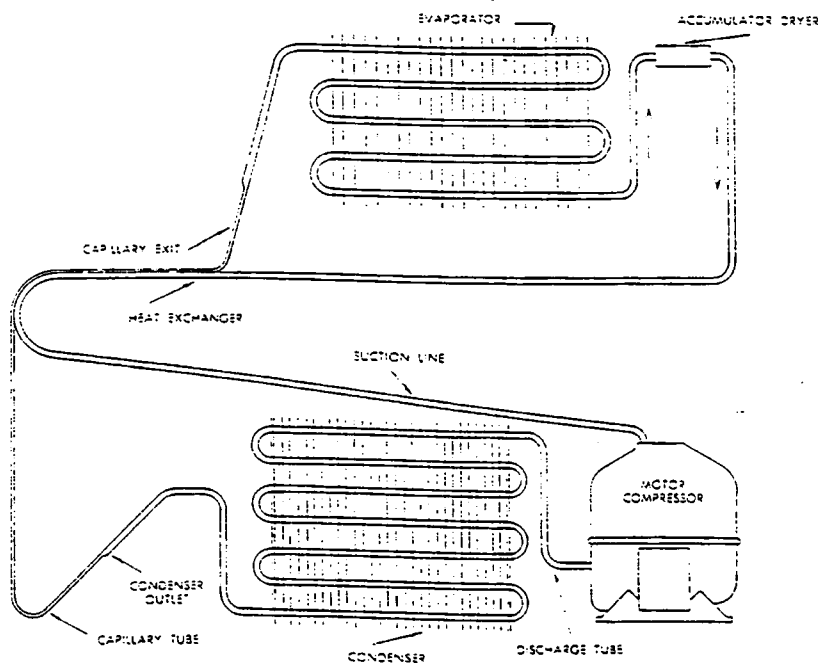 EVAPORATOR
ACCUMULATOR DRYER
CAPILLARY EXIT
HEAT EXCHANGER
SUCTION LINE
MOTOR
COMPRESSOR
CONDENSER
OUTLET
CAPILLARY TUBE
CONDENSER
DISCHARGE TUBE